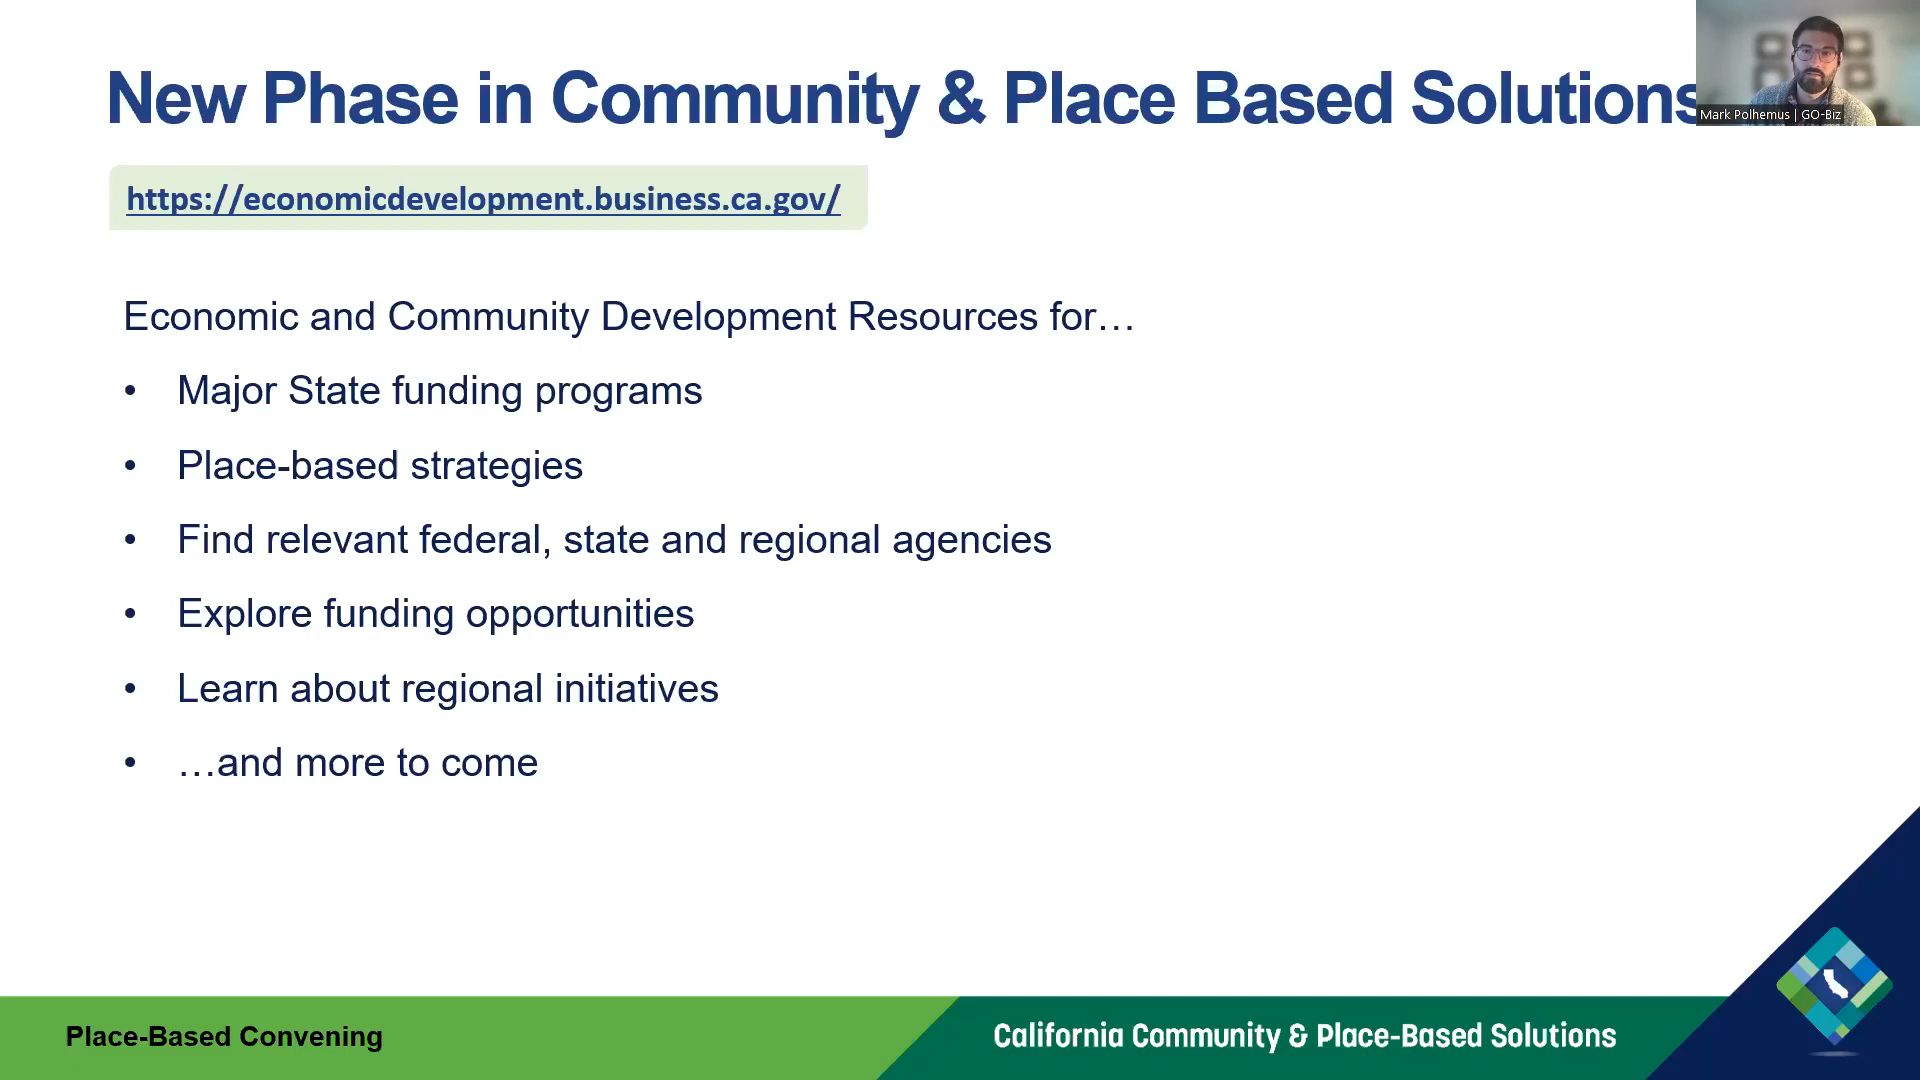 New Phase in Community & Place Based Solutions
Mark Polhemus | GO-Biz
https://economicdevelopment.business.ca.gov/
Economic and Community Development Resources for…
• Major State funding programs
• Place-based strategies
• Find relevant federal, state and regional agencies
• Explore funding opportunities
• Learn about regional initiatives
• …and more to come
Place-Based Convening
California Community & Place-Based Solutions